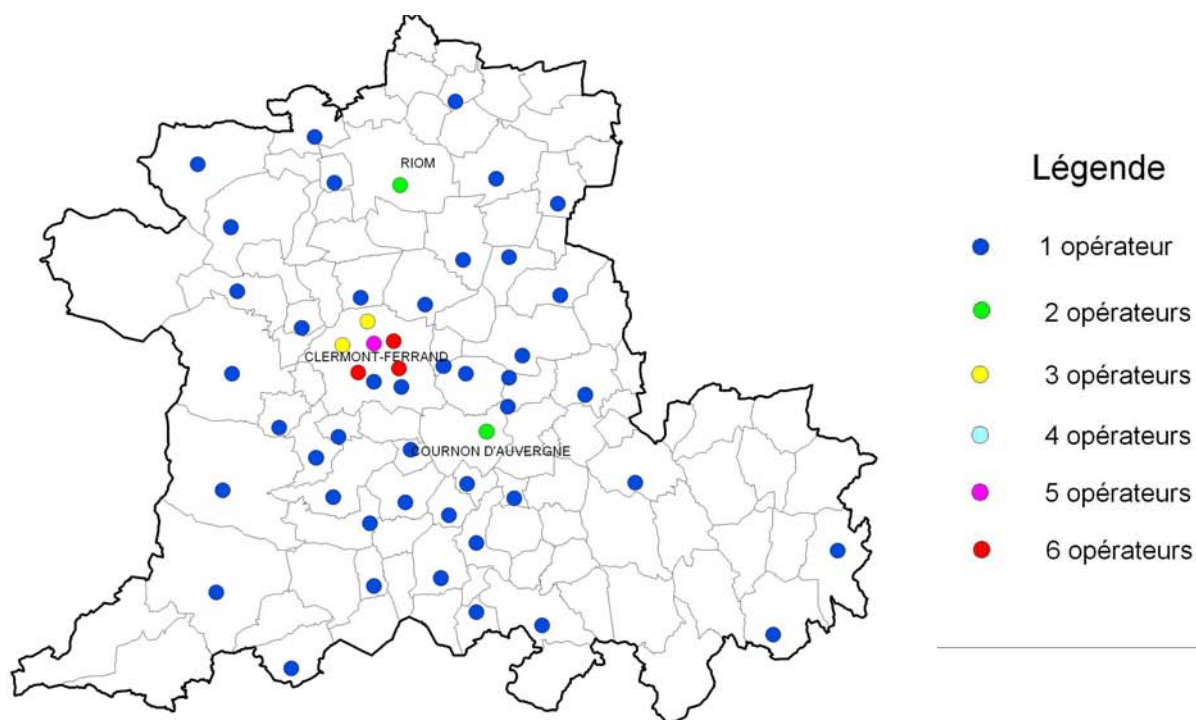 RIOM
CLERMONT-FERRAND
COURNON D'AUVERGNE
Légende
1 opérateur
2 opérateurs
3 opérateurs
4 opérateurs
5 opérateurs
6 opérateurs